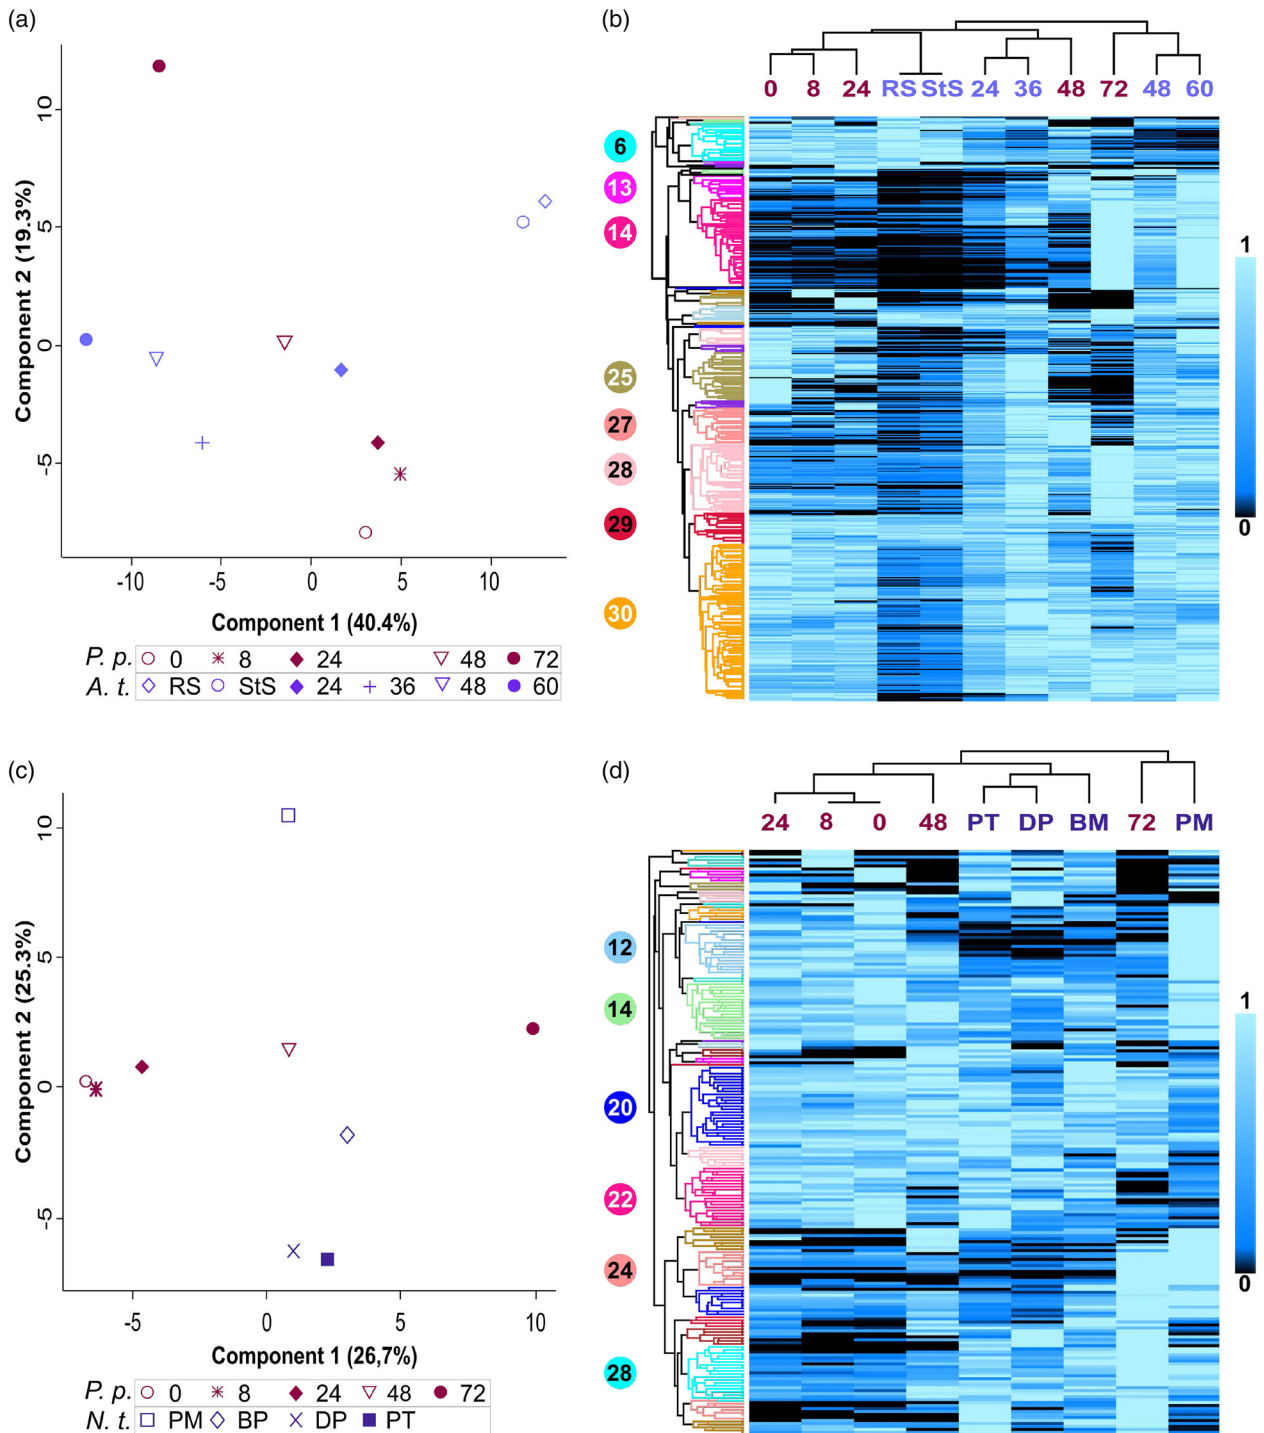 (a)
Component 2 (19.3%)
10
5
0
-5
-10
-5
0
5
10
Component 1 (40.4%)
P. p. 0 8 24 48 72
A. t. RS StS 24 36 48 60
(b)
0 8 24 RS StS 24 36 48 72 48 60
6
13
14
25
27
28
29
30
1
0
(c)
Component 2 (25.3%)
10
5
0
-5
-5
0
5
10
Component 1 (26,7%)
P. p. 0 8 24 48 72
N. t. PM BP DP PT
(d)
24 8 0 48 PT DP BM 72 PM
12
14
20
22
24
28
1
0